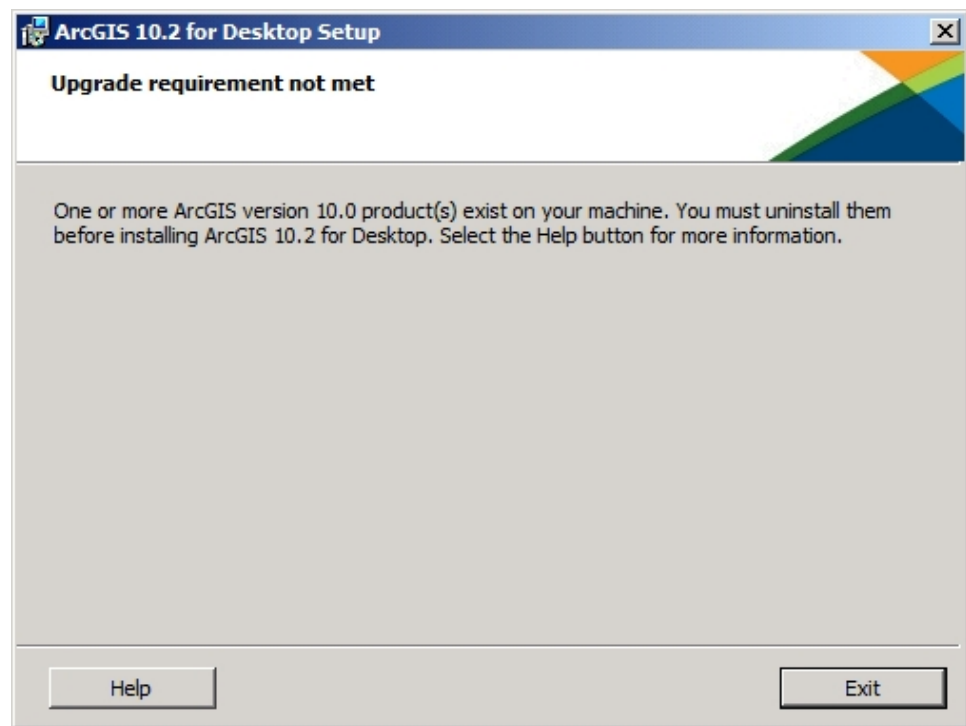 ArcGIS 10.2 for Desktop Setup
Upgrade requirement not met
One or more ArcGIS version 10.0 product(s) exist on your machine. You must uninstall them
before installing ArcGIS 10.2 for Desktop. Select the Help button for more information.
Help
Exit